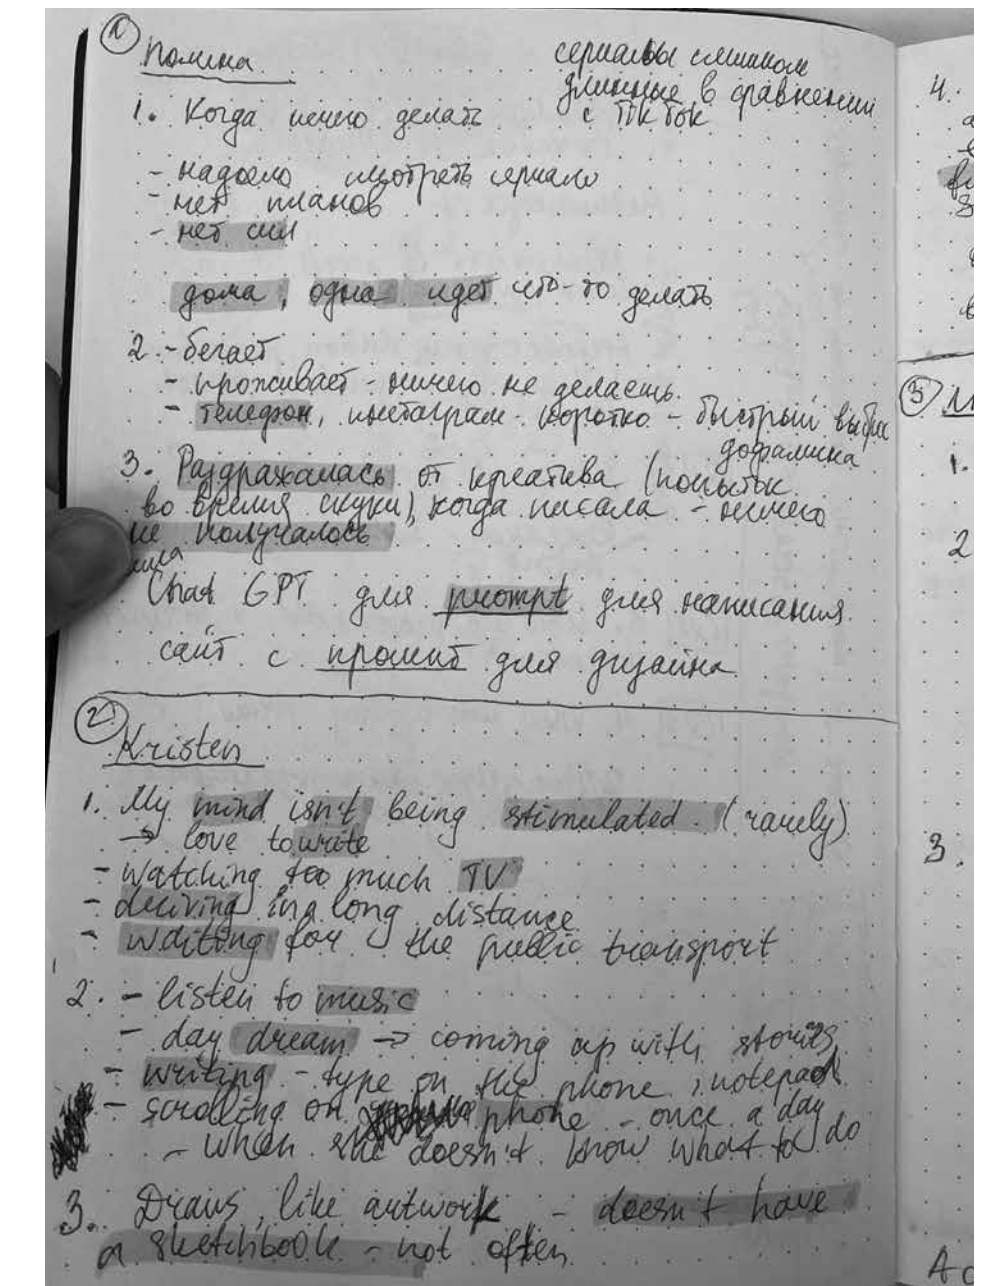 1
Полина
сериалы слишком
длинные в сравнении
с ТикТок
1. Когда нечего делать
- надоело смотреть сериало
- нет планов
- нет сил
дома, одна идет что-то делать
2. - бегает
- проживает - ничего не делаешь.
- телефон, инстаграм - коротко - быстрый выброс
дофамина
3. Раздражалась от креатива (попыток
во время скуки), когда писала - ничего
не получалось
Chat GPT для prompt для написания
сайт с промпт для дизайна
2
Kristen
1. My mind isn't being stimulated (rarely)
→ love to write
- watching too much TV
- deriving in a long distance
- waiting for the public transport
2. - listen to music
- day dream → coming up with stories
- writing - type on the phone, notepad
- scrolling on phone - once a day
- when she doesn't know what to do
3. Draws, like artwork - doesn't have
a sketchbook - not often
4.
3
1.
2
3.